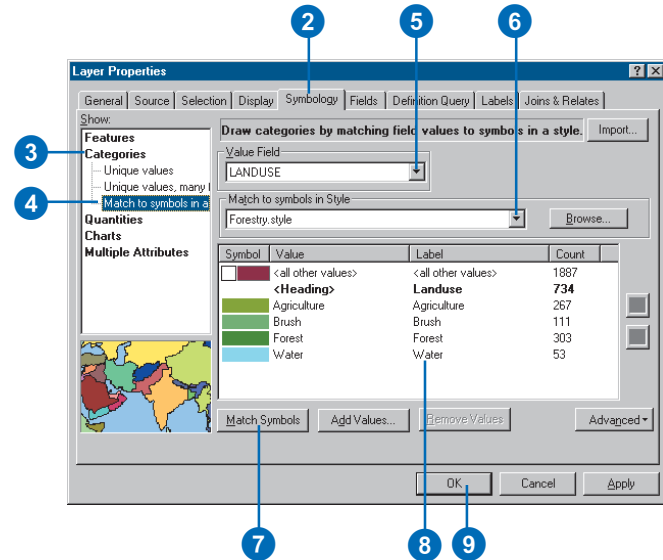 2
5
6
Layer Properties
General Source Selection Display Symbology Fields Definition Query Labels Joins & Relates
Show:
Features
Categories
Unique values
Unique values, many
Match to symbols in a
Quantities
Charts
Multiple Attributes
3
4
Draw categories by matching field values to symbols in a style.
Import...
Value Field
LANDUSE
Match to symbols in Style
Forestry.style
Browse...
Symbol Value Label Count
<all other values> <all other values> 1887
<Heading> Landuse 734
Agriculture Agriculture 267
Brush Brush 111
Forest Forest 303
Water Water 53
Match Symbols Add Values... Remove Values Advanced
OK Cancel Apply
7
8
9